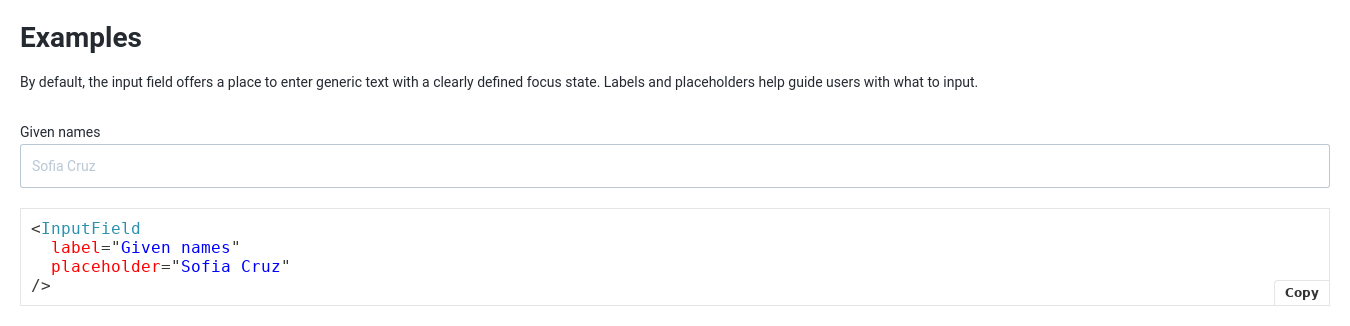 Examples
By default, the input field offers a place to enter generic text with a clearly defined focus state. Labels and placeholders help guide users with what to input.
Given names
Sofia Cruz
<InputField
  label="Given names"
  placeholder="Sofia Cruz"
/>
Copy